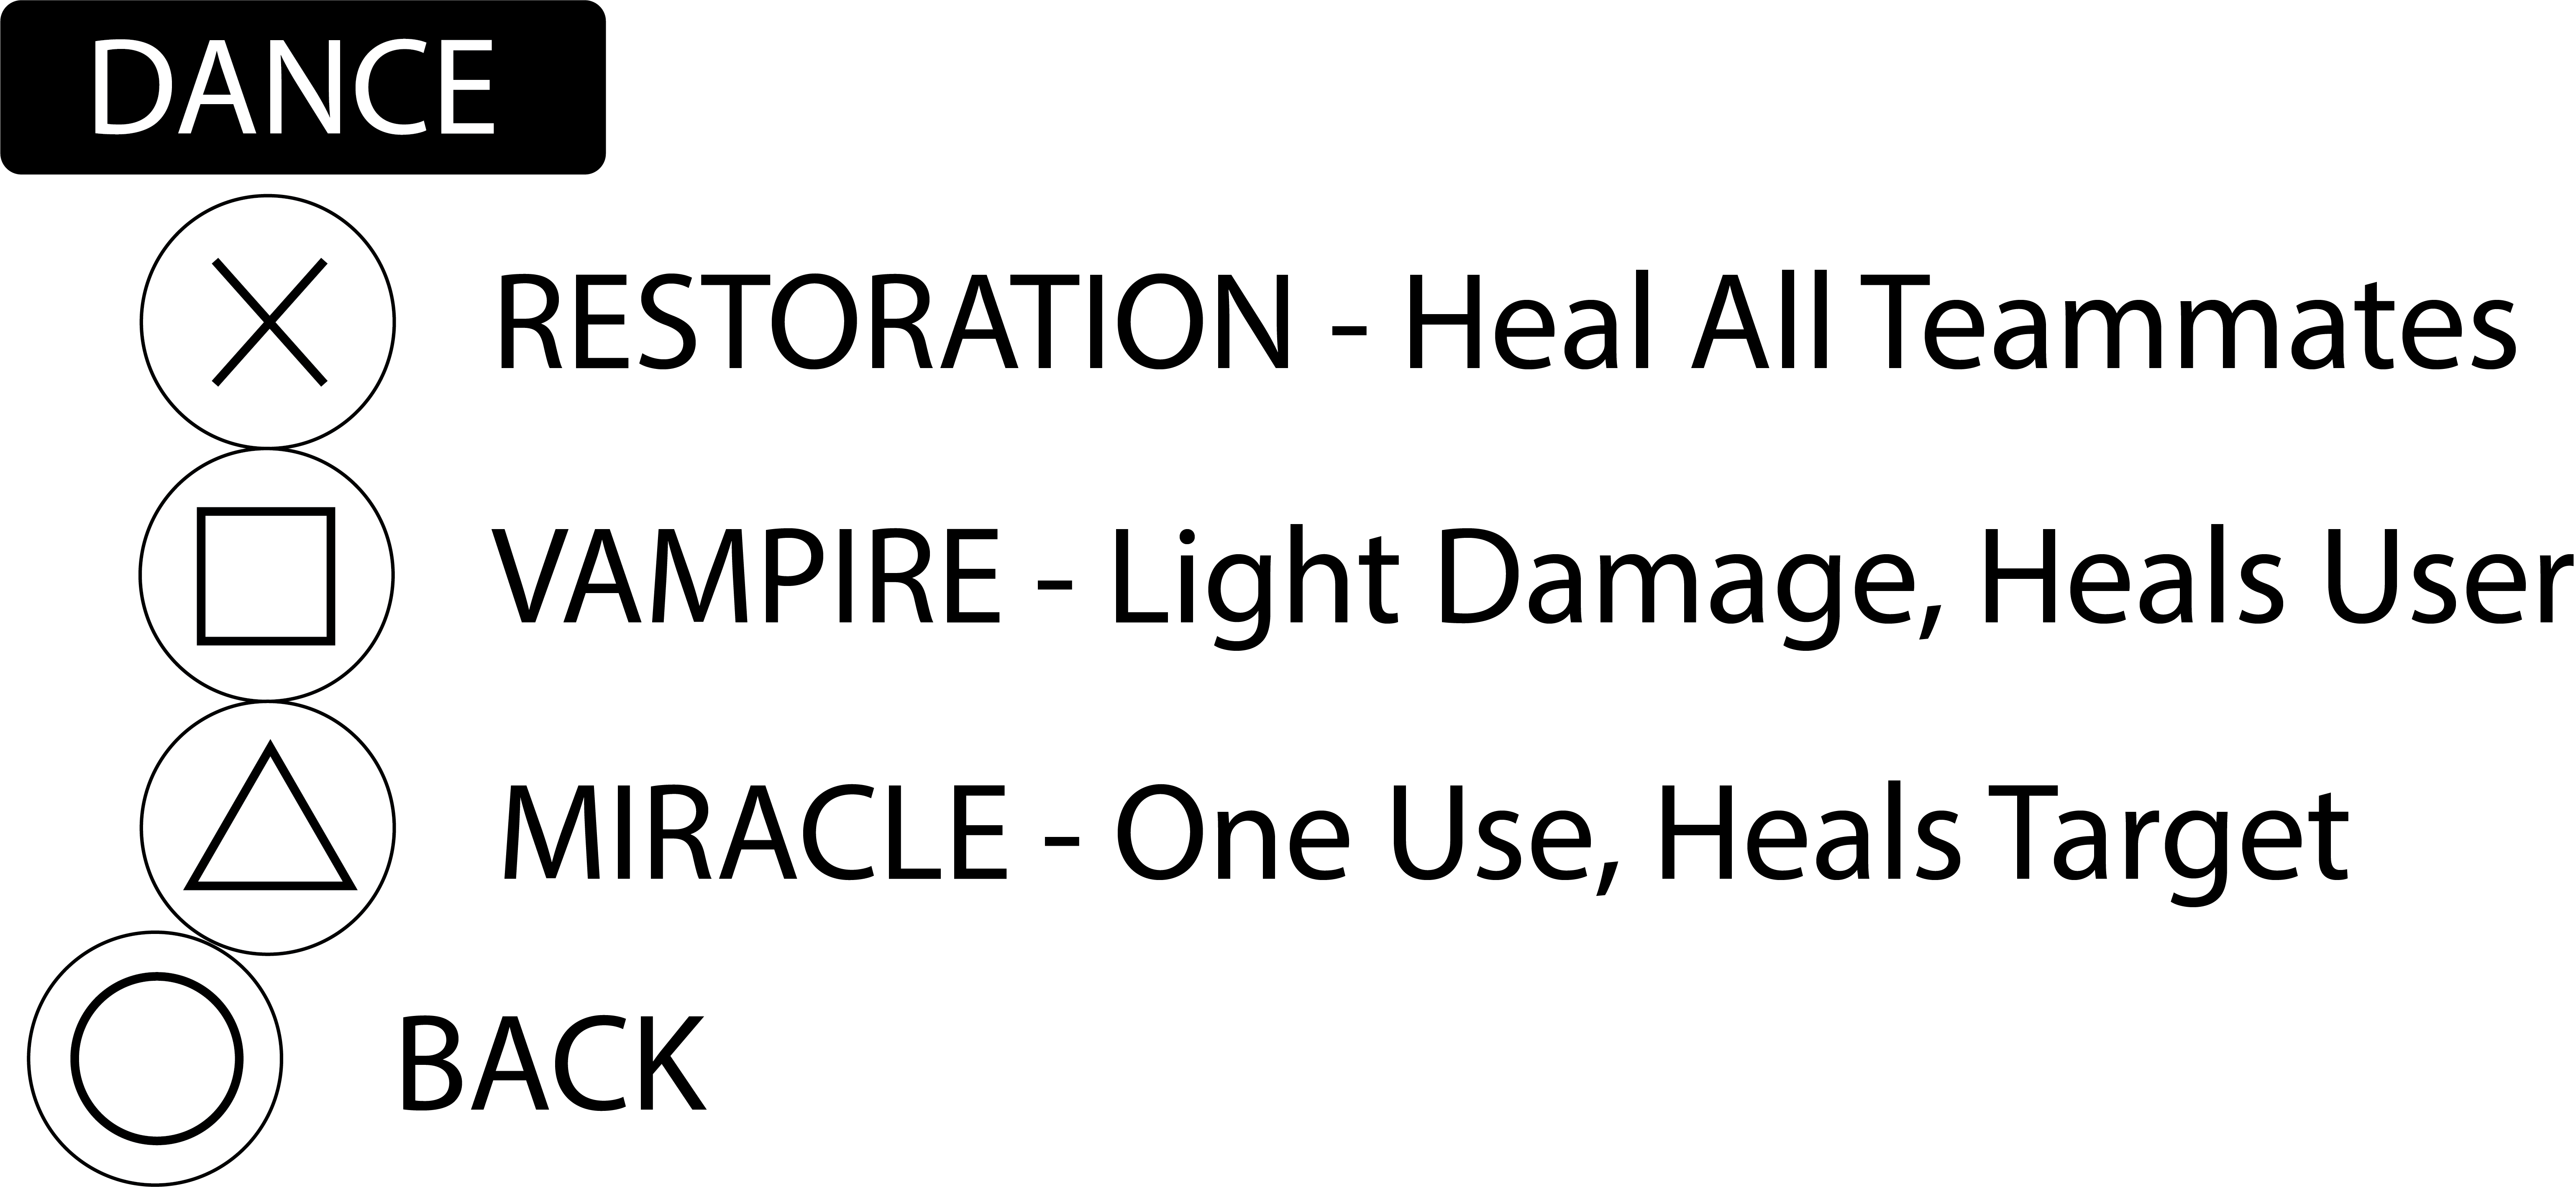 DANCE
RESTORATION - Heal All Teammates
VAMPIRE - Light Damage, Heals User
MIRACLE - One Use, Heals Target
BACK